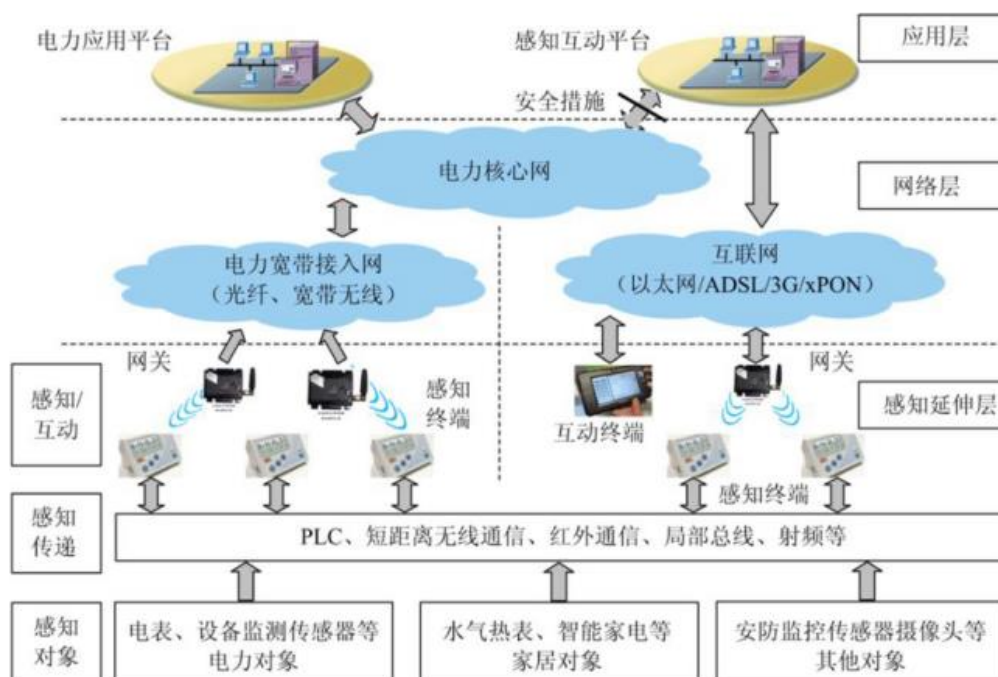 电力应用平台
感知互动平台
应用层
安全措施
电力核心网
网络层
电力宽带接入网
（光纤、宽带无线）
互联网
（以太网/ADSL/3G/xPON）
网关
网关
感知/
互动
感知
终端
互动终端
感知延伸层
感知终端
感知
传递
PLC、短距离无线通信、红外通信、局部总线、射频等
感知
对象
电表、设备监测传感器等
电力对象
水气热表、智能家电等
家居对象
安防监控传感器摄像头等
其他对象